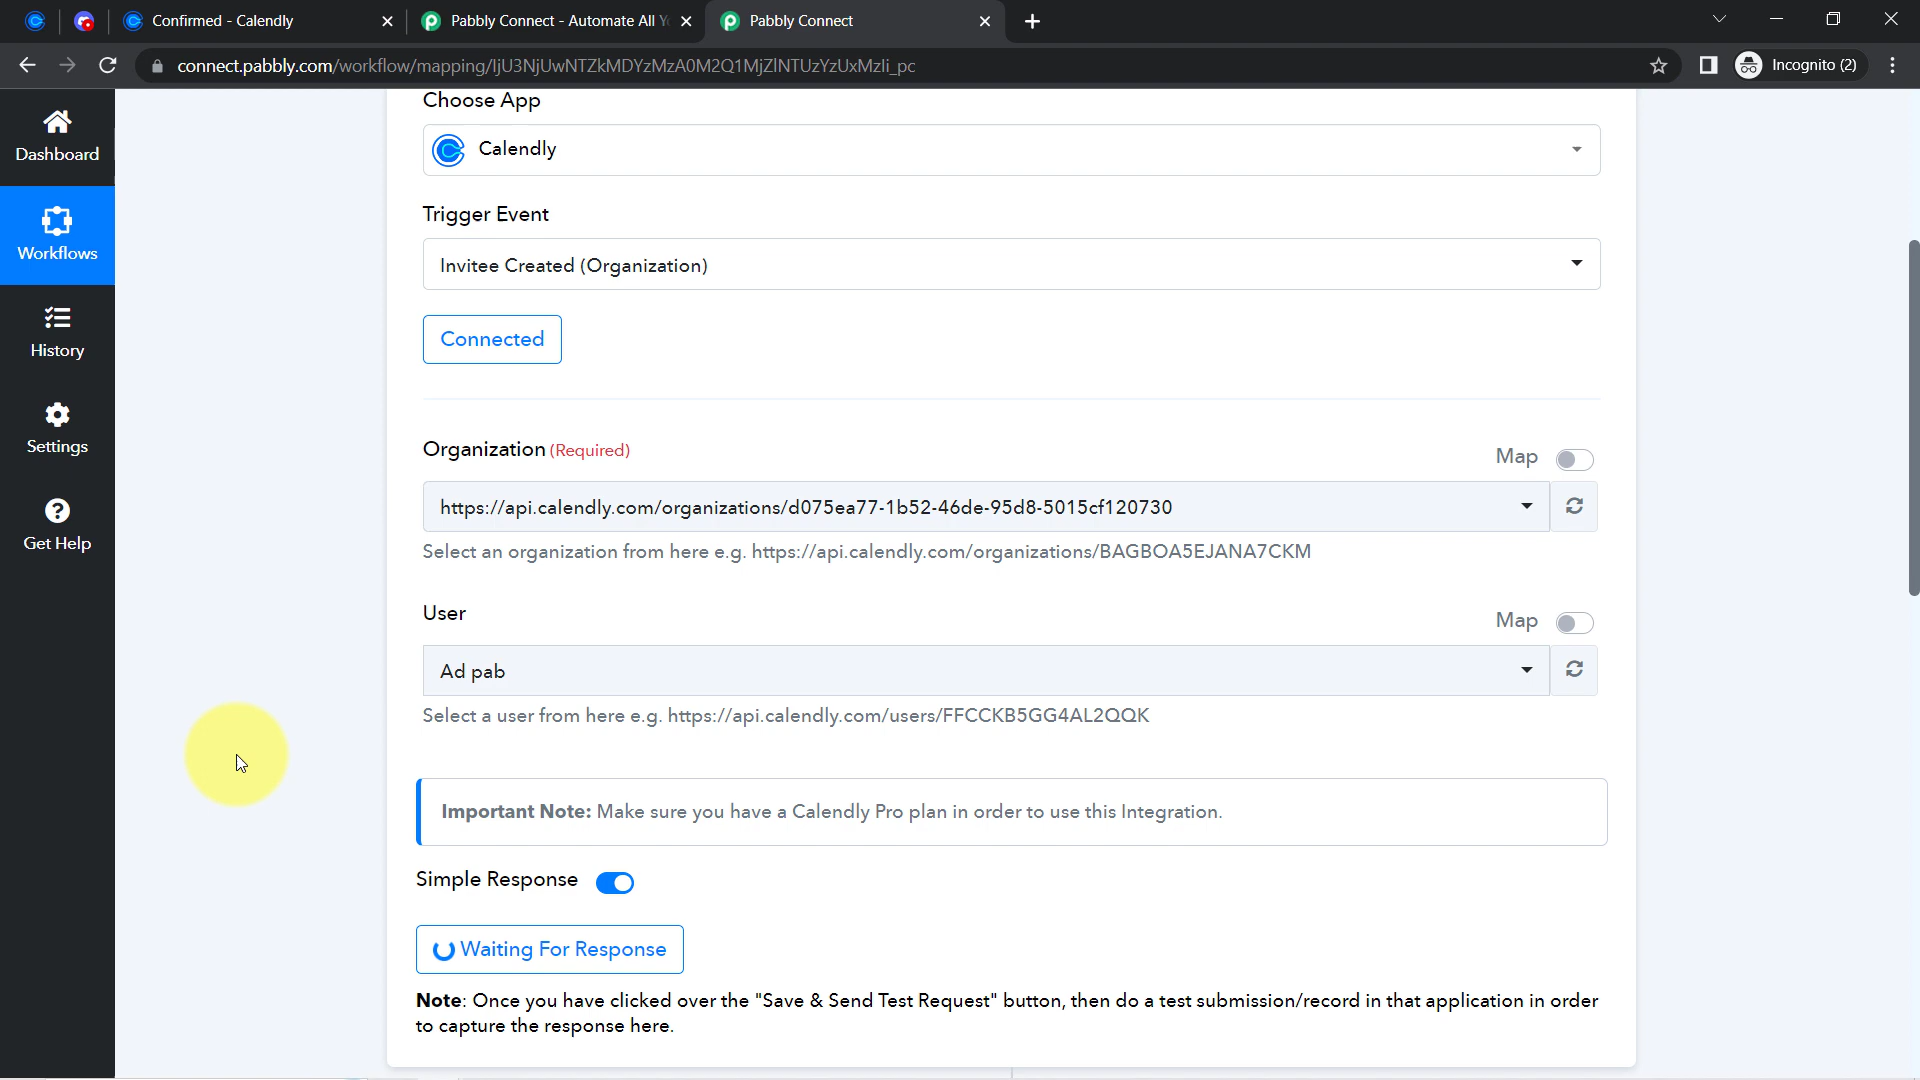 Confirmed - Calendly
Pabbly Connect - Automate All Y
Pabbly Connect
connect.pabbly.com/workflow/mapping/IjU3NjUwNTZkMDYzMzA0M2Q1MjZlNTUzYzUxMzli_pc
Incognito (2)
Dashboard
Workflows
History
Settings
Get Help
Choose App
Calendly
Trigger Event
Invitee Created (Organization)
Connected
Organization (Required)
Map
https://api.calendly.com/organizations/d075ea77-1b52-46de-95d8-5015cf120730
Select an organization from here e.g. https://api.calendly.com/organizations/BAGBOA5EJANA7CKM
User
Map
Ad pab
Select a user from here e.g. https://api.calendly.com/users/FFCCKB5GG4AL2QQK
Important Note: Make sure you have a Calendly Pro plan in order to use this Integration.
Simple Response
Waiting For Response
Note: Once you have clicked over the "Save & Send Test Request" button, then do a test submission/record in that application in order
to capture the response here.